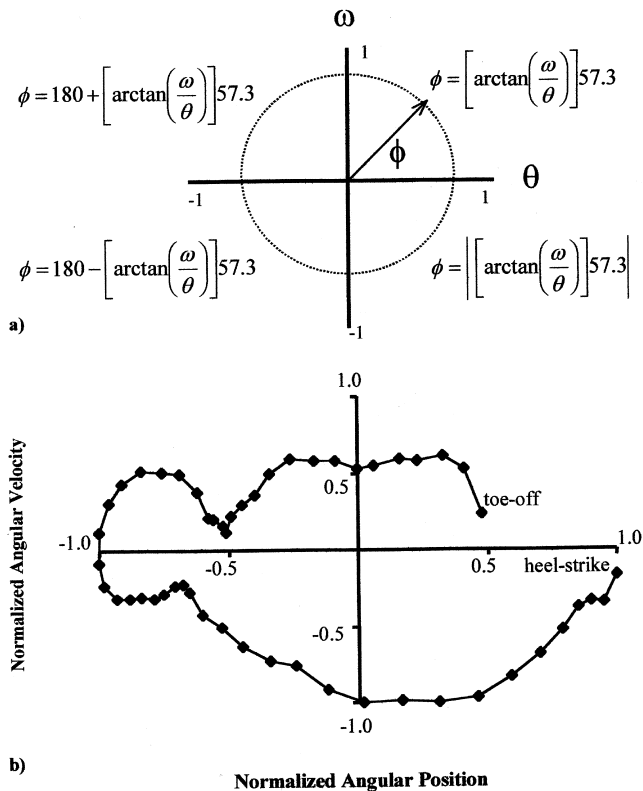 ω
1
ϕ = 180 + [arctan(ω/θ)]57.3
ϕ = [arctan(ω/θ)]57.3
ϕ
θ
-1
1
ϕ = 180 − [arctan(ω/θ)]57.3
ϕ = |[arctan(ω/θ)]57.3|
a)
-1
1.0
Normalized Angular Velocity
0.5
toe-off
-1.0
-0.5
0.5
1.0
heel-strike
-0.5
-1.0
b)
Normalized Angular Position